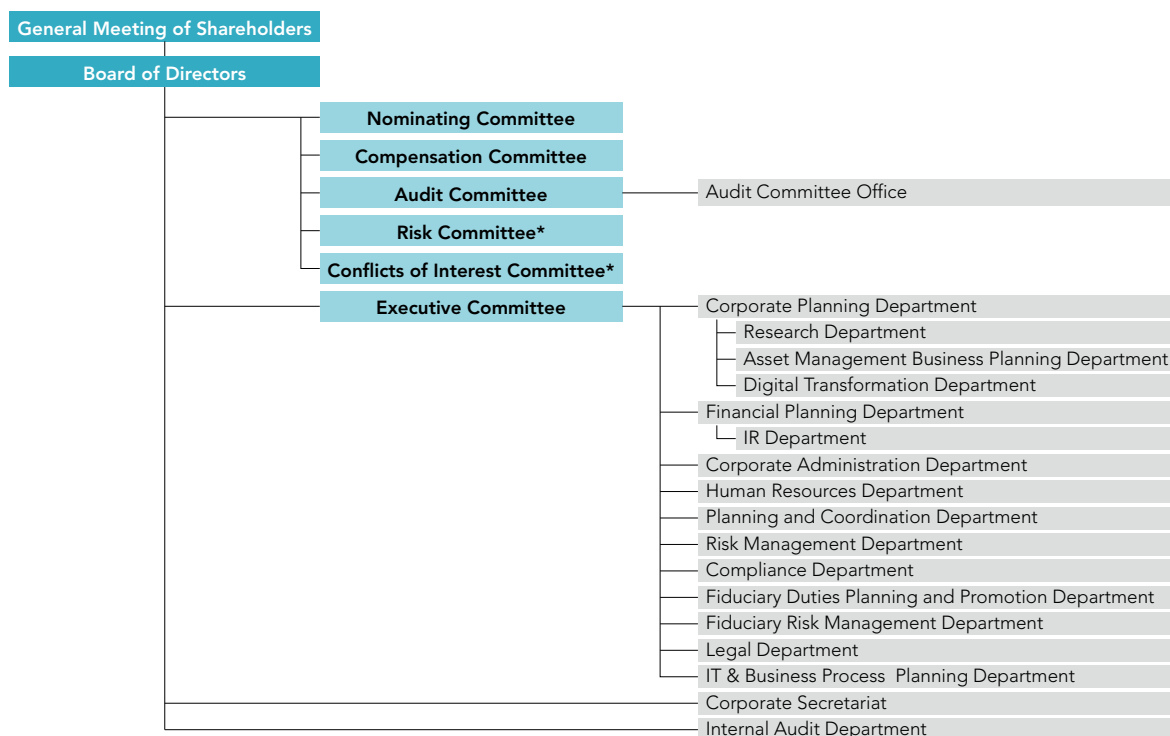 General Meeting of Shareholders
Board of Directors
Nominating Committee
Compensation Committee
Audit Committee
Audit Committee Office
Risk Committee*
Conflicts of Interest Committee*
Executive Committee
Corporate Planning Department
Research Department
Asset Management Business Planning Department
Digital Transformation Department
Financial Planning Department
IR Department
Corporate Administration Department
Human Resources Department
Planning and Coordination Department
Risk Management Department
Compliance Department
Fiduciary Duties Planning and Promotion Department
Fiduciary Risk Management Department
Legal Department
IT & Business Process Planning Department
Corporate Secretariat
Internal Audit Department